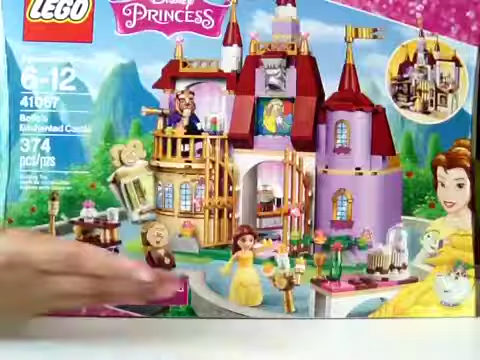 LEGO
Disney
PRINCESS
6-12
41067
Belle's
Enchanted Castle
374
pcs/pzs